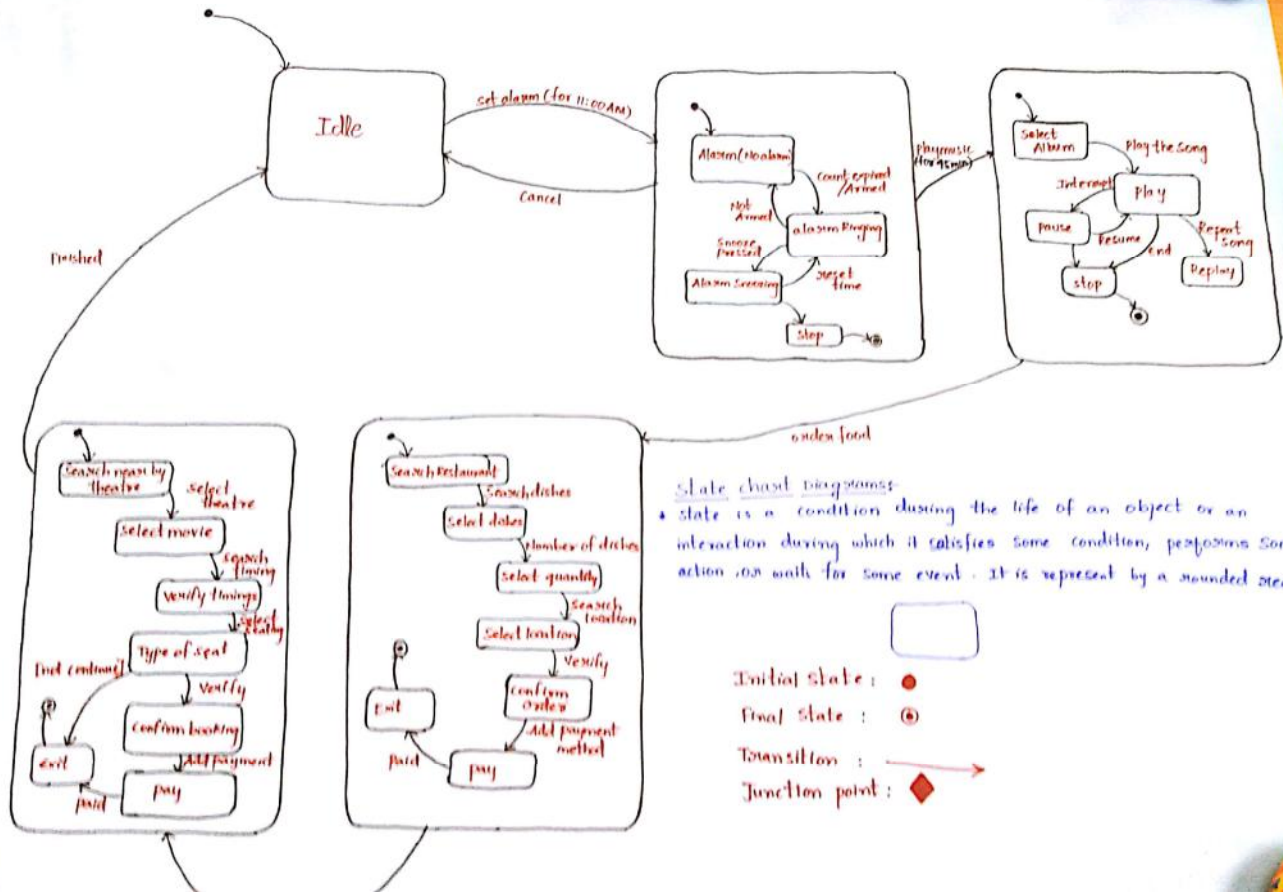 Idle
Set alarm (for 11:00AM)
Cancel
Finished
Alarm (No alarm)
Count expired
/Armed
Not
Armed
alarm Ringing
Snooze
pressed
reset
time
Alarm Snoozing
Stop
Play music
(for 45min)
Select
Album
Play the Song
Play
Interrupt
pause
Resume
end
Repeat
Song
Replay
stop
order food
Search near by
theatre
select
theatre
Select movie
search
timing
Verify timings
Type of seat
[not continue]
Verify
Confirm booking
Add payment
Exit
paid
pay
Search Restaurant
Search dishes
Select dishes
Number of dishes
Select quantity
Search
location
Select location
Verify
Confirm
Order
Add payment
method
Exit
Paid
pay
State chart Diagrams:
• State is a condition during the life of an object or an
interaction during which it satisfies some condition, performs
action, or waits for some event. It is represent by a rounded
Initial state :
Final state :
Transition :
Junction point :